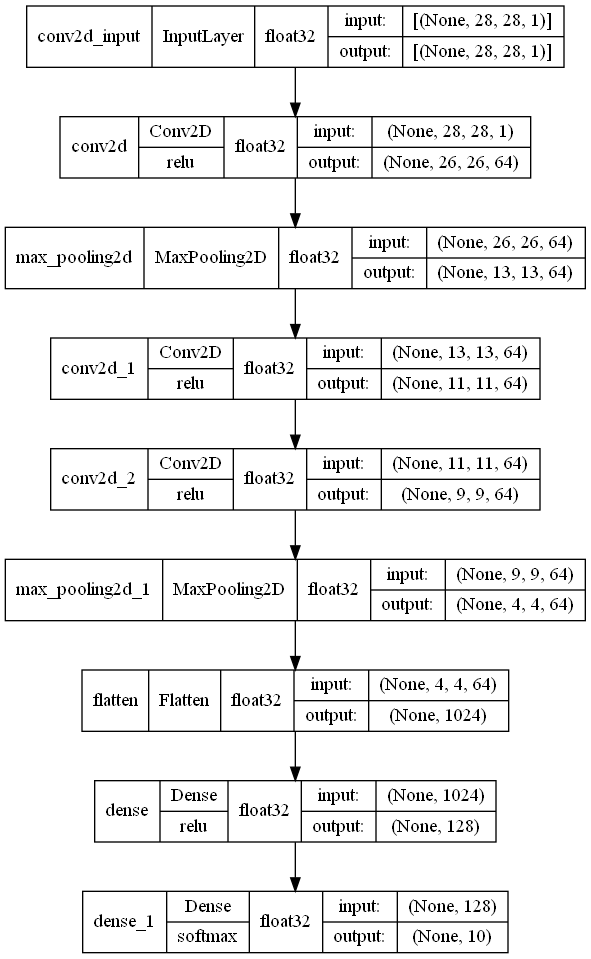 conv2d_input InputLayer float32 input: [(None, 28, 28, 1)]
output: [(None, 28, 28, 1)]
conv2d Conv2D relu float32 input: (None, 28, 28, 1)
output: (None, 26, 26, 64)
max_pooling2d MaxPooling2D float32 input: (None, 26, 26, 64)
output: (None, 13, 13, 64)
conv2d_1 Conv2D relu float32 input: (None, 13, 13, 64)
output: (None, 11, 11, 64)
conv2d_2 Conv2D relu float32 input: (None, 11, 11, 64)
output: (None, 9, 9, 64)
max_pooling2d_1 MaxPooling2D float32 input: (None, 9, 9, 64)
output: (None, 4, 4, 64)
flatten Flatten float32 input: (None, 4, 4, 64)
output: (None, 1024)
dense Dense relu float32 input: (None, 1024)
output: (None, 128)
dense_1 Dense softmax float32 input: (None, 128)
output: (None, 10)